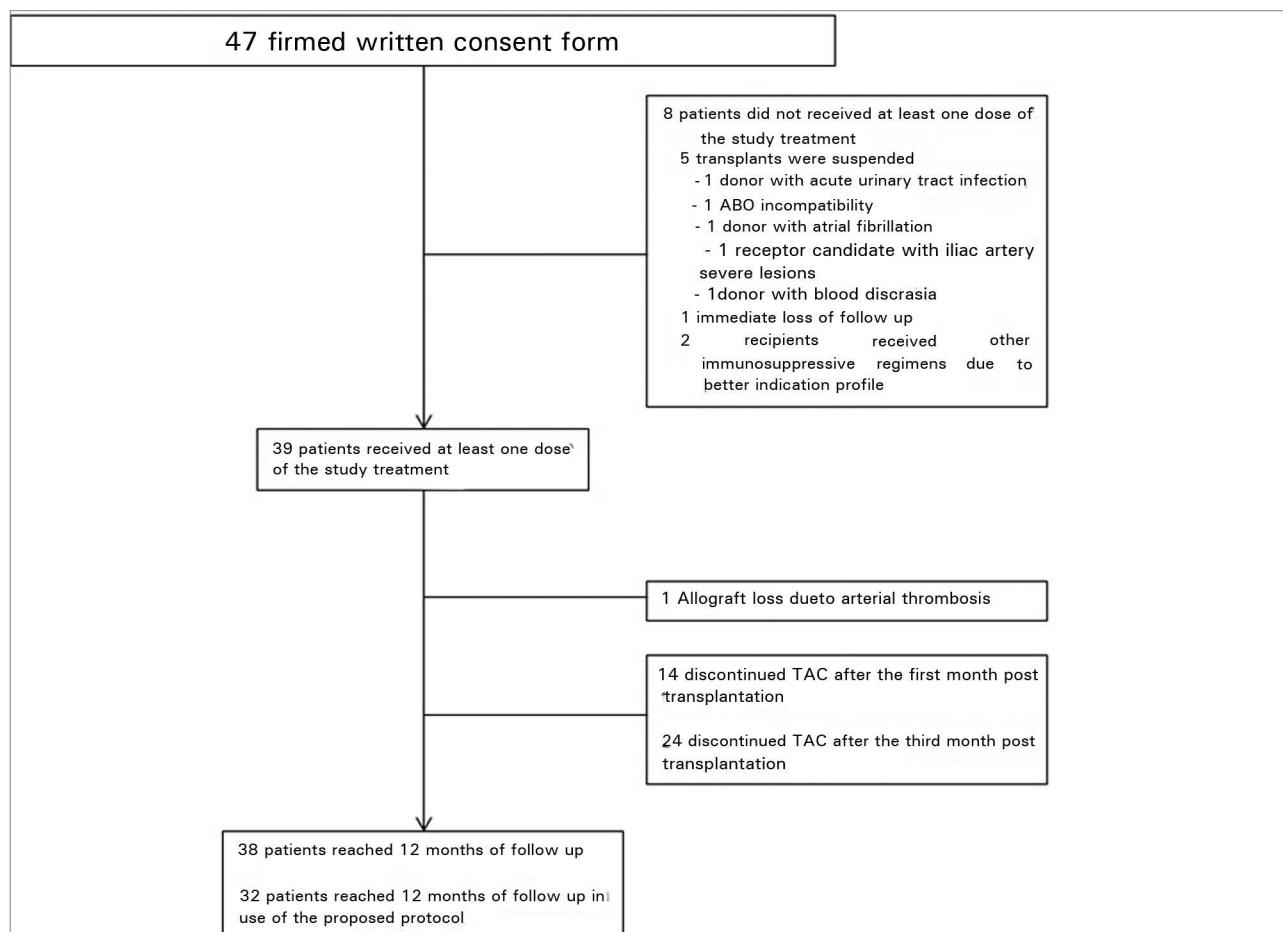 47 firmed written consent form
8 patients did not received at least one dose of
the study treatment
5 transplants were suspended
- 1 donor with acute urinary tract infection
- 1 ABO incompatibility
- 1 donor with atrial fibrillation
- 1 receptor candidate with iliac artery
severe lesions
- 1donor with blood discrasia
1 immediate loss of follow up
2 recipients received other
immunosuppressive regimens due to
better indication profile
39 patients received at least one dose
of the study treatment
1 Allograft loss dueto arterial thrombosis
14 discontinued TAC after the first month post
transplantation
24 discontinued TAC after the third month post
transplantation
38 patients reached 12 months of follow up
32 patients reached 12 months of follow up in
use of the proposed protocol